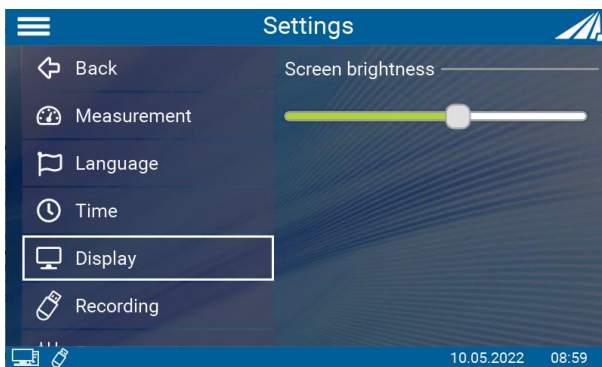 Settings
Back
Measurement
Language
Time
Display
Recording
Screen brightness
10.05.2022 08:59